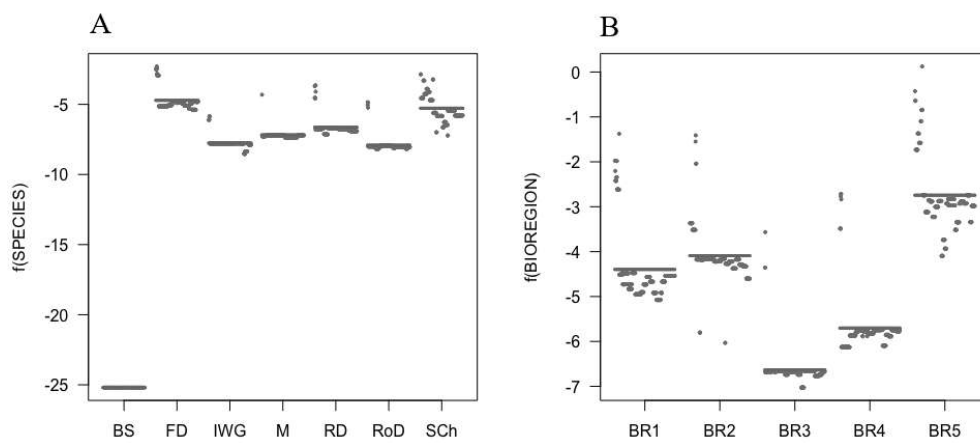 A
f(SPECIES)
-5
-10
-15
-20
-25
BS FD IWG M RD RoD SCh
B
f(BIOREGION)
0
-1
-2
-3
-4
-5
-6
-7
BR1 BR2 BR3 BR4 BR5